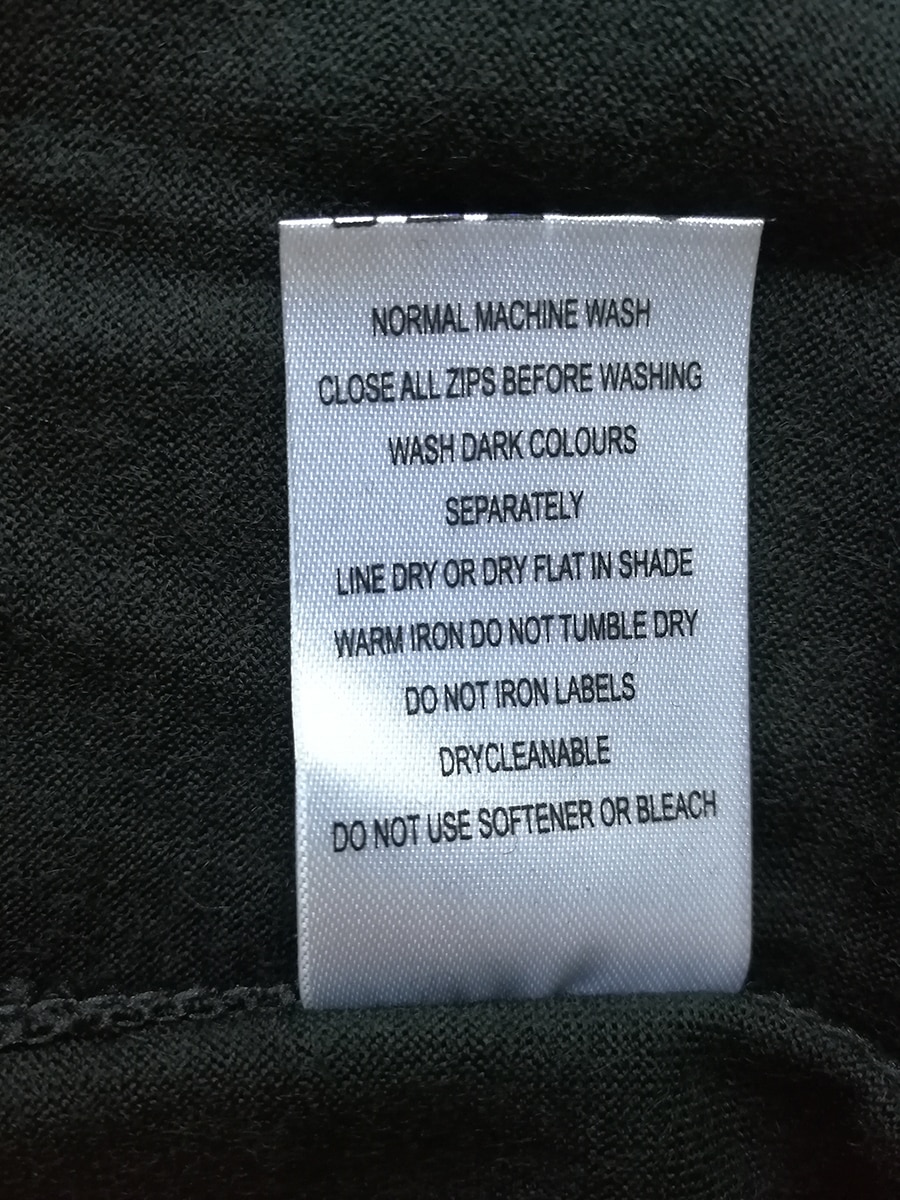 NORMAL MACHINE WASH
CLOSE ALL ZIPS BEFORE WASHING
WASH DARK COLOURS
SEPARATELY
LINE DRY OR DRY FLAT IN SHADE
WARM IRON DO NOT TUMBLE DRY
DO NOT IRON LABELS
DRYCLEANABLE
DO NOT USE SOFTENER OR BLEACH